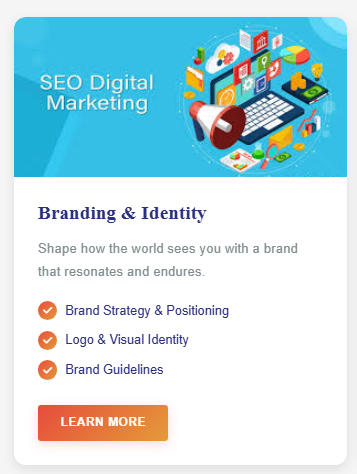 SEO Digital
Marketing
Branding & Identity
Shape how the world sees you with a brand
that resonates and endures.
Brand Strategy & Positioning
Logo & Visual Identity
Brand Guidelines
LEARN MORE